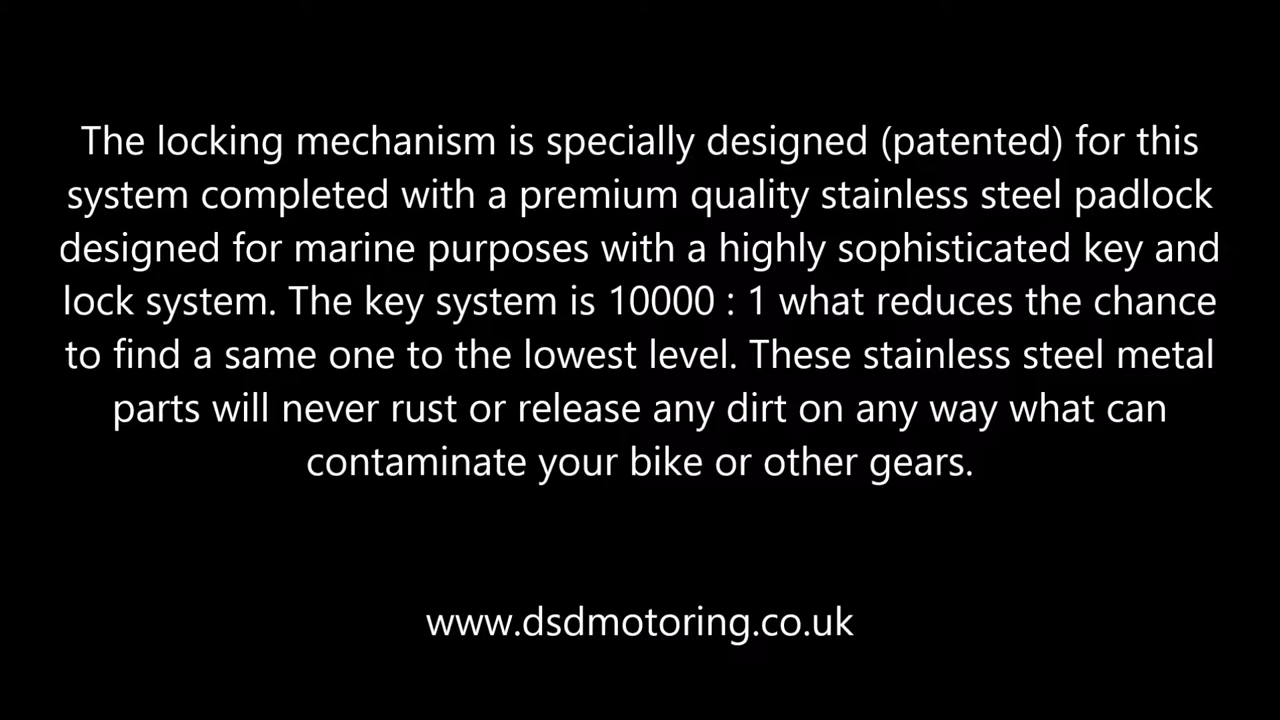 The locking mechanism is specially designed (patented) for this
system completed with a premium quality stainless steel padlock
designed for marine purposes with a highly sophisticated key and
lock system. The key system is 10000 : 1 what reduces the chance
to find a same one to the lowest level. These stainless steel metal
parts will never rust or release any dirt on any way what can
contaminate your bike or other gears.
www.dsdmotoring.co.uk